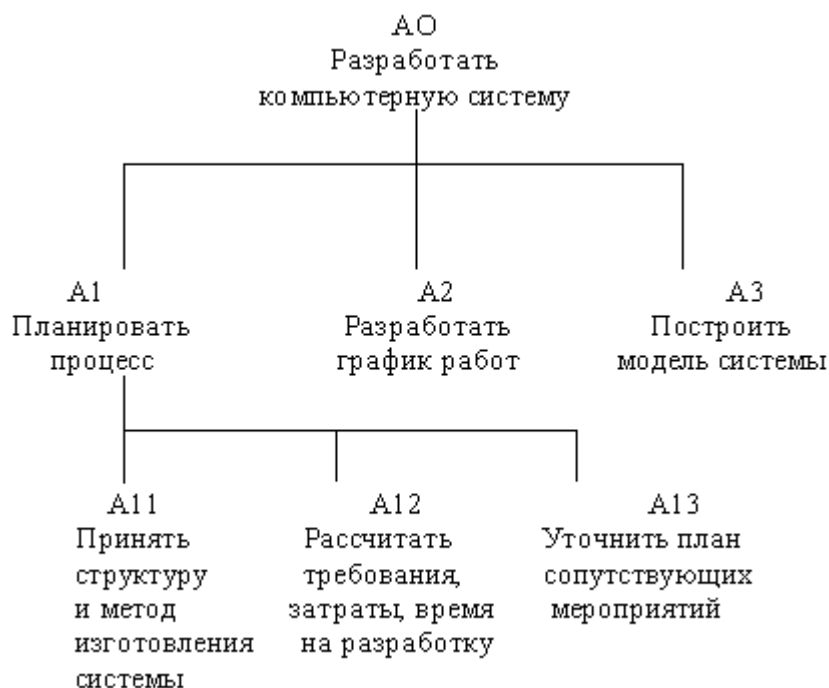 АО
Разработать
компьютерную систему
А1
Планировать
процесс
А2
Разработать
график работ
А3
Построить
модель системы
А11
Принять
структуру
и метод
изготовления
системы
А12
Рассчитать
требования,
затраты, время
на разработку
А13
Уточнить план
сопутствующих
мероприятий